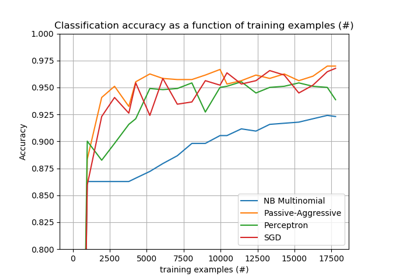 Classification accuracy as a function of training examples (#)
1.000
0.975
0.950
0.925
0.900
0.875
0.850
0.825
0.800
Accuracy
NB Multinomial
Passive-Aggressive
Perceptron
SGD
0 2500 5000 7500 10000 12500 15000 17500
training examples (#)